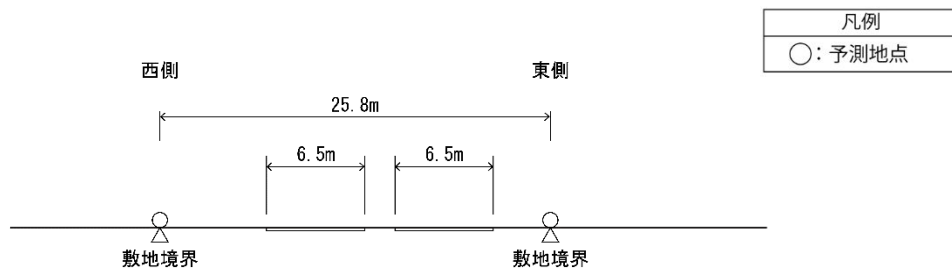 凡例
○：予測地点
西側
東側
25.8m
6.5m
6.5m
敷地境界
敷地境界